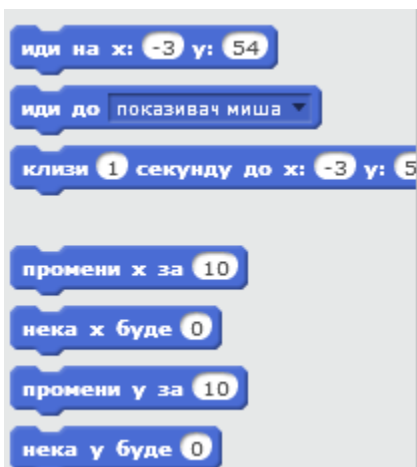 иди на x: -3 y: 54
иди до показивач миша
клизи 1 секунду до x: -3 y: 5
промени x за 10
нека x буде 0
промени y за 10
нека y буде 0